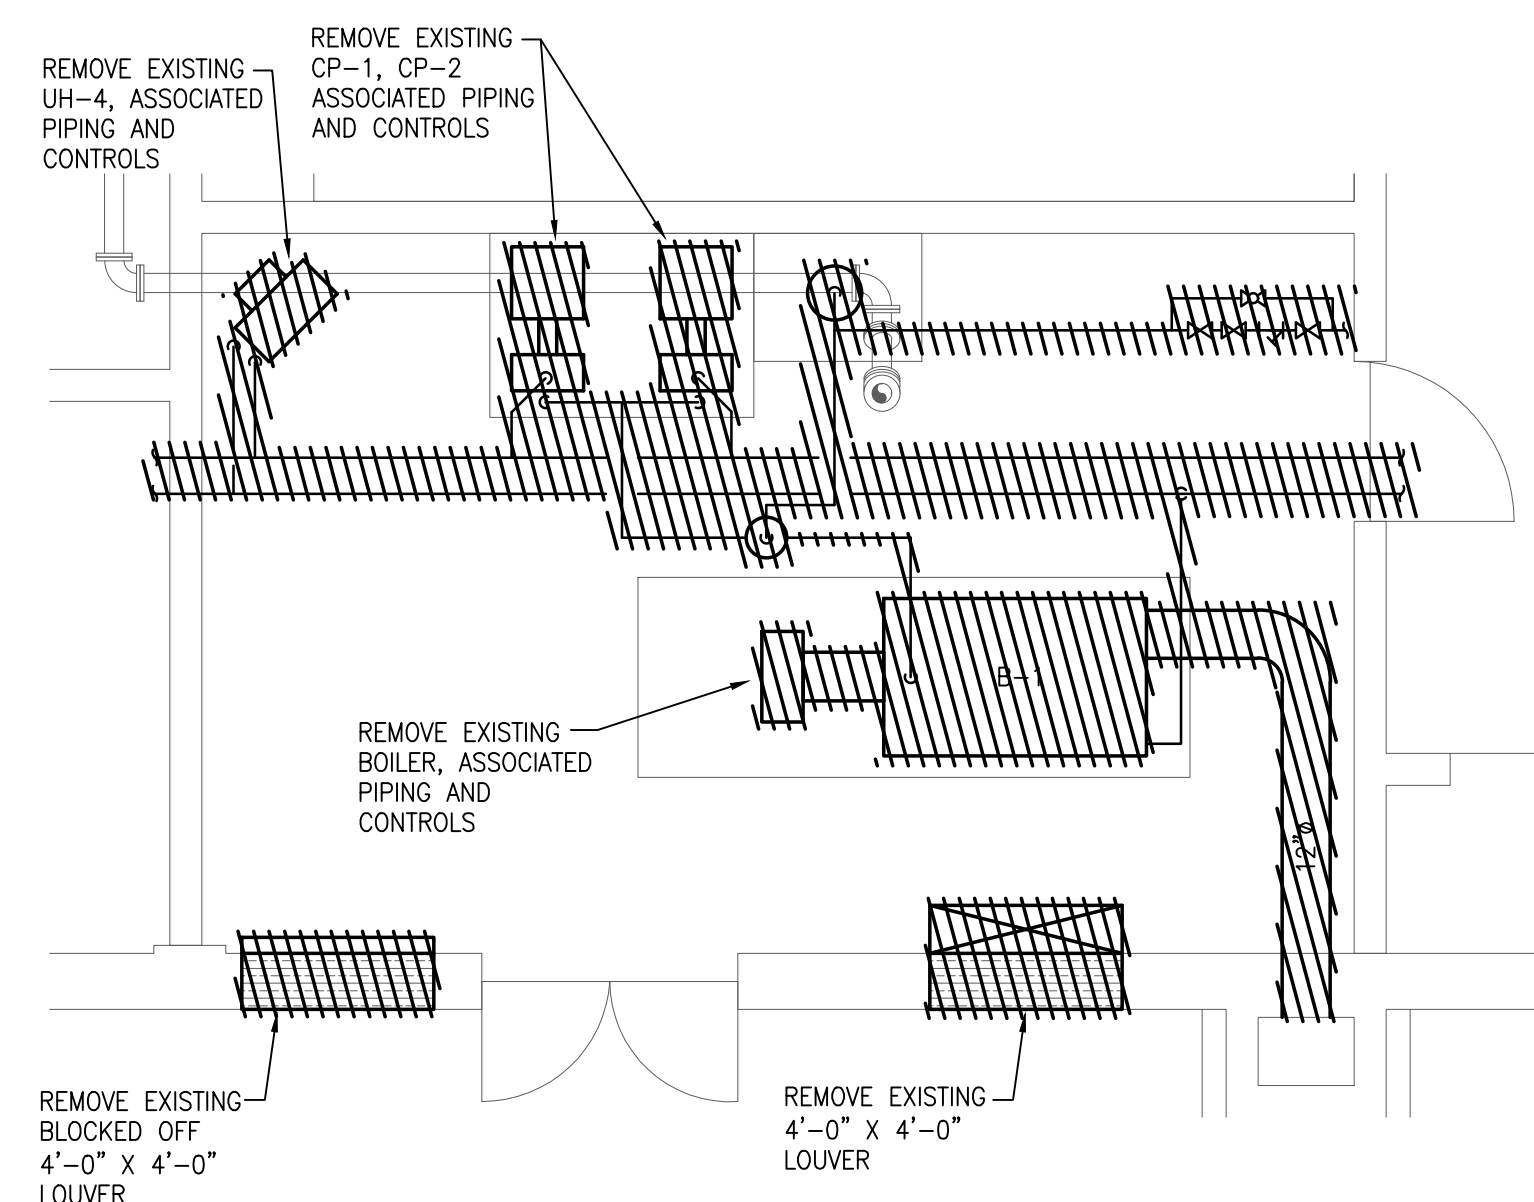 REMOVE EXISTING
CP-1, CP-2
ASSOCIATED PIPING
AND CONTROLS
REMOVE EXISTING
UH-4, ASSOCIATED
PIPING AND
CONTROLS
B-1
REMOVE EXISTING
BOILER, ASSOCIATED
PIPING AND
CONTROLS
12"ø
REMOVE EXISTING
BLOCKED OFF
4'-0" X 4'-0"
LOUVER
REMOVE EXISTING
4'-0" X 4'-0"
LOUVER